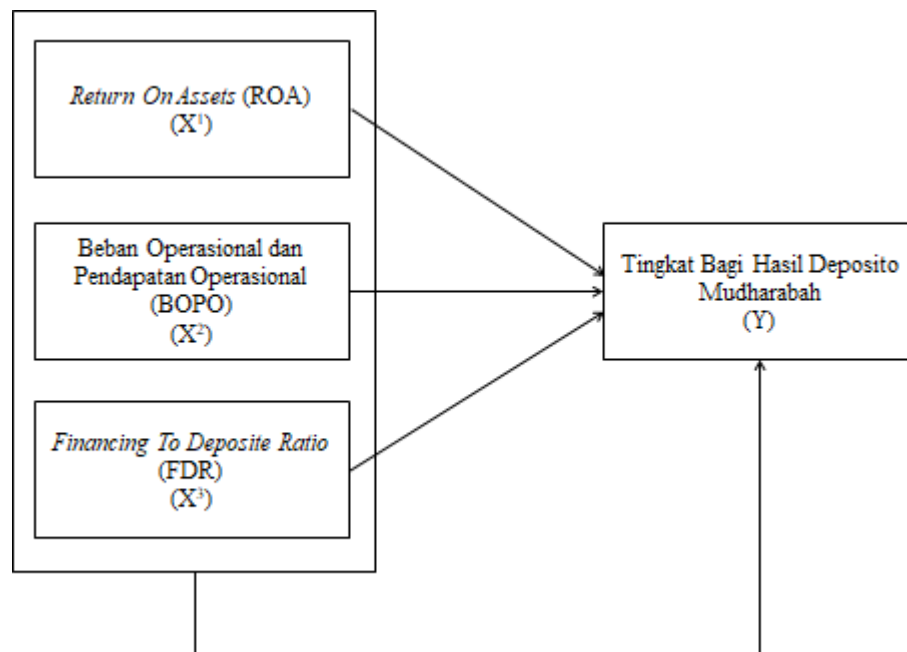 Return On Assets (ROA)
(X¹)
Beban Operasional dan
Pendapatan Operasional
(BOPO)
(X²)
Financing To Deposite Ratio
(FDR)
(X³)
Tingkat Bagi Hasil Deposito
Mudharabah
(Y)